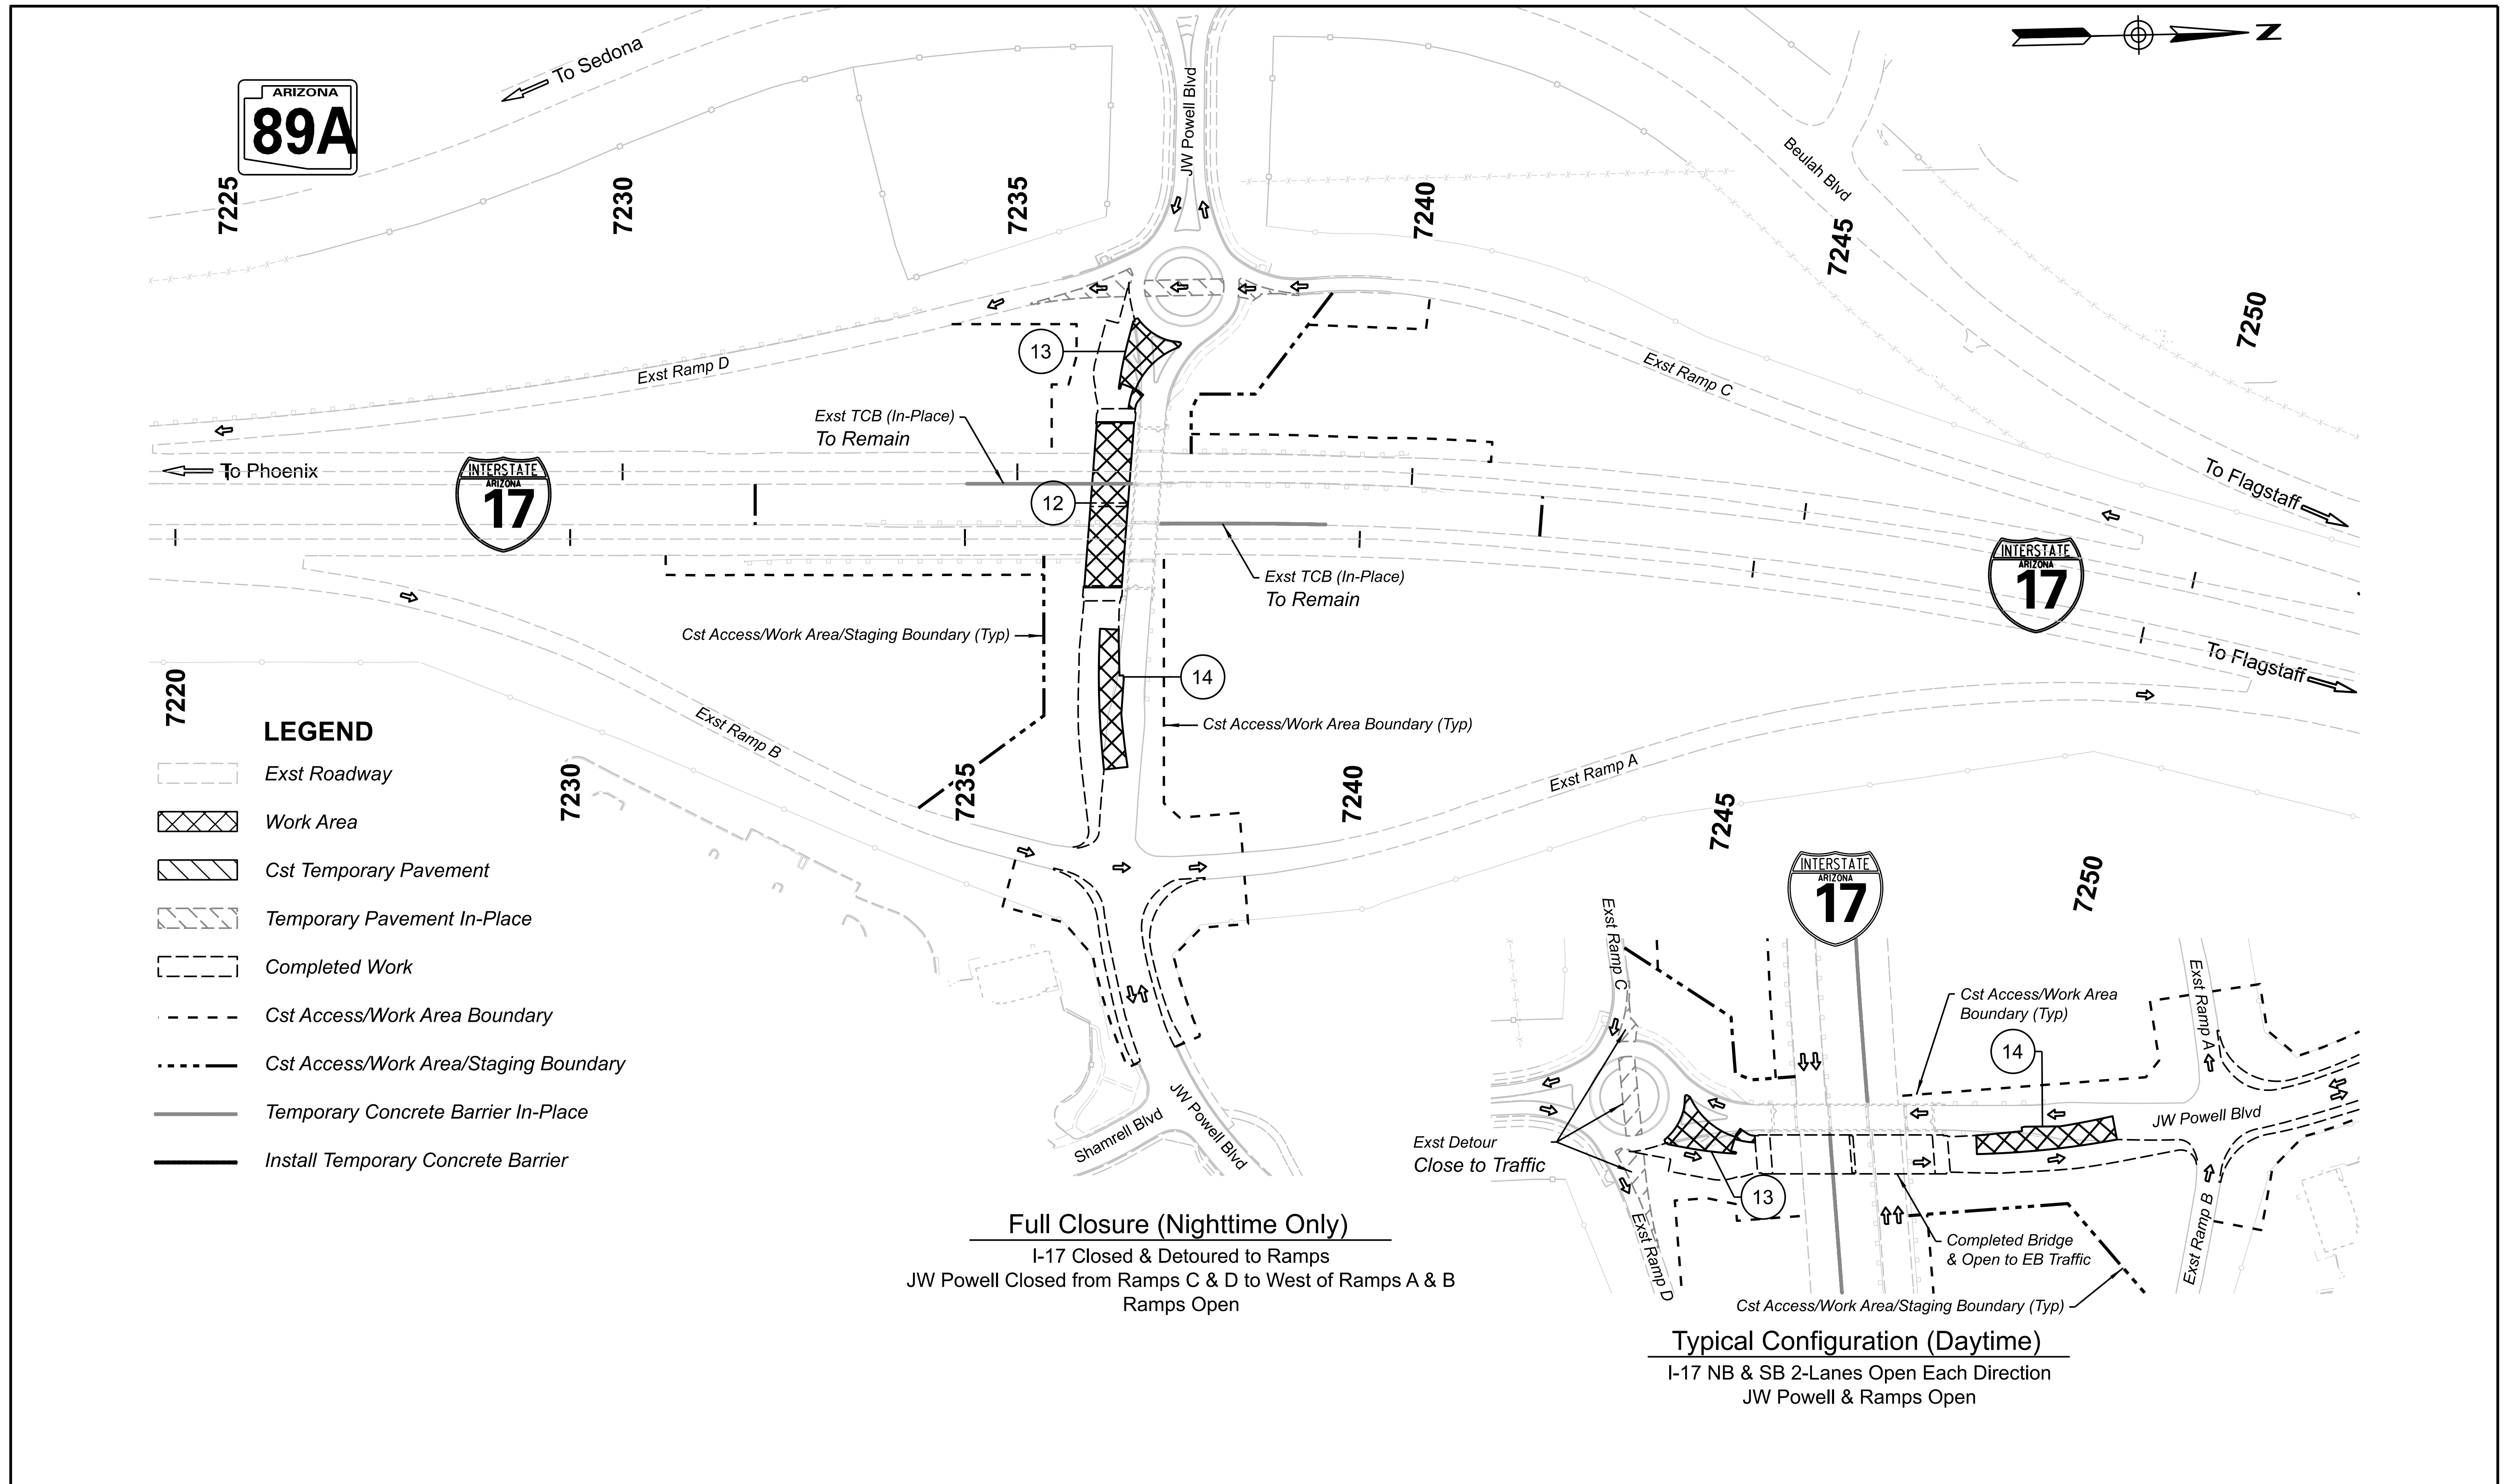 N
To Sedona
ARIZONA
89A
JW Powell Blvd
Beulah Blvd
7225
7230
7235
7240
7245
7250
13
Exst Ramp D
Exst Ramp C
Exst TCB (In-Place)
To Remain
To Phoenix
INTERSTATE
ARIZONA
17
12
To Flagstaff
INTERSTATE
ARIZONA
17
Exst TCB (In-Place)
To Remain
Cst Access/Work Area/Staging Boundary (Typ)
To Flagstaff
14
Cst Access/Work Area Boundary (Typ)
Exst Ramp B
Exst Ramp A
7220
7230
7235
7240
7245
7250
LEGEND
Exst Roadway
Work Area
Cst Temporary Pavement
Temporary Pavement In-Place
Completed Work
Cst Access/Work Area Boundary
Cst Access/Work Area/Staging Boundary
Temporary Concrete Barrier In-Place
Install Temporary Concrete Barrier
Shamrell Blvd
JW Powell Blvd
Full Closure (Nighttime Only)
I-17 Closed & Detoured to Ramps
JW Powell Closed from Ramps C & D to West of Ramps A & B
Ramps Open
INTERSTATE
ARIZONA
17
Exst Ramp C
Exst Ramp A
Cst Access/Work Area
Boundary (Typ)
14
JW Powell Blvd
Exst Detour
Close to Traffic
13
Exst Ramp D
Exst Ramp B
Completed Bridge
& Open to EB Traffic
Cst Access/Work Area/Staging Boundary (Typ)
Typical Configuration (Daytime)
I-17 NB & SB 2-Lanes Open Each Direction
JW Powell & Ramps Open